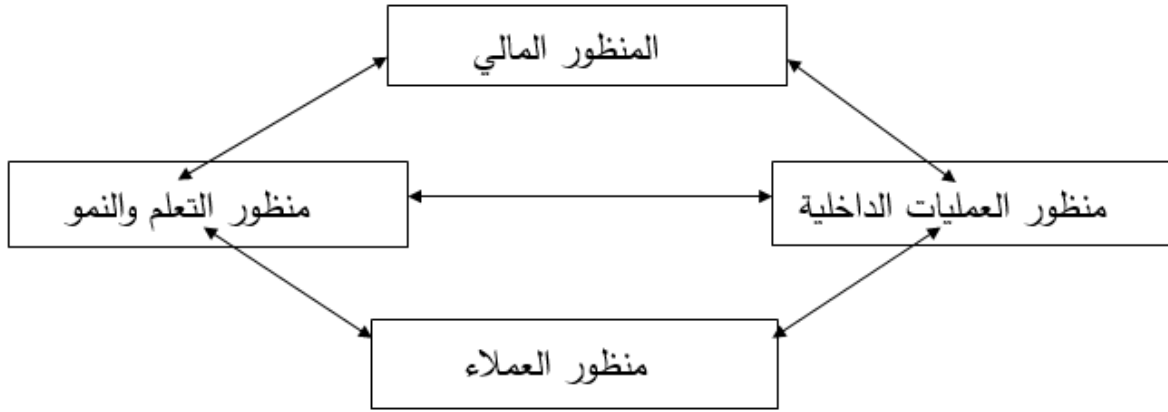 المنظور المالي
منظور العمليات الداخلية
منظور التعلم والنمو
منظور العملاء